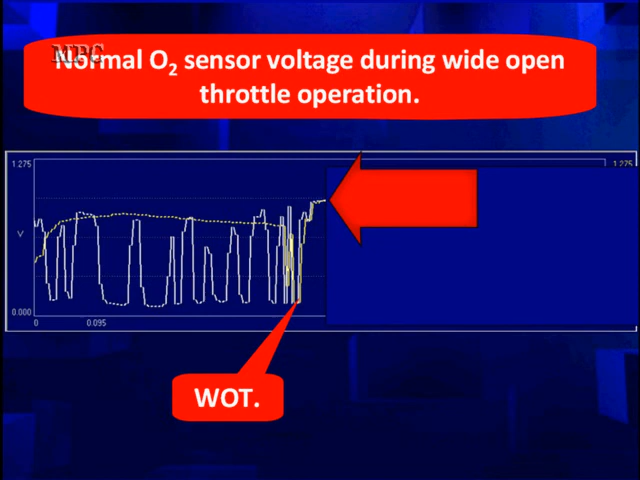 MPC
Normal O₂ sensor voltage during wide open
throttle operation.
1.275
1.275
V
0.000
0
0.095
WOT.